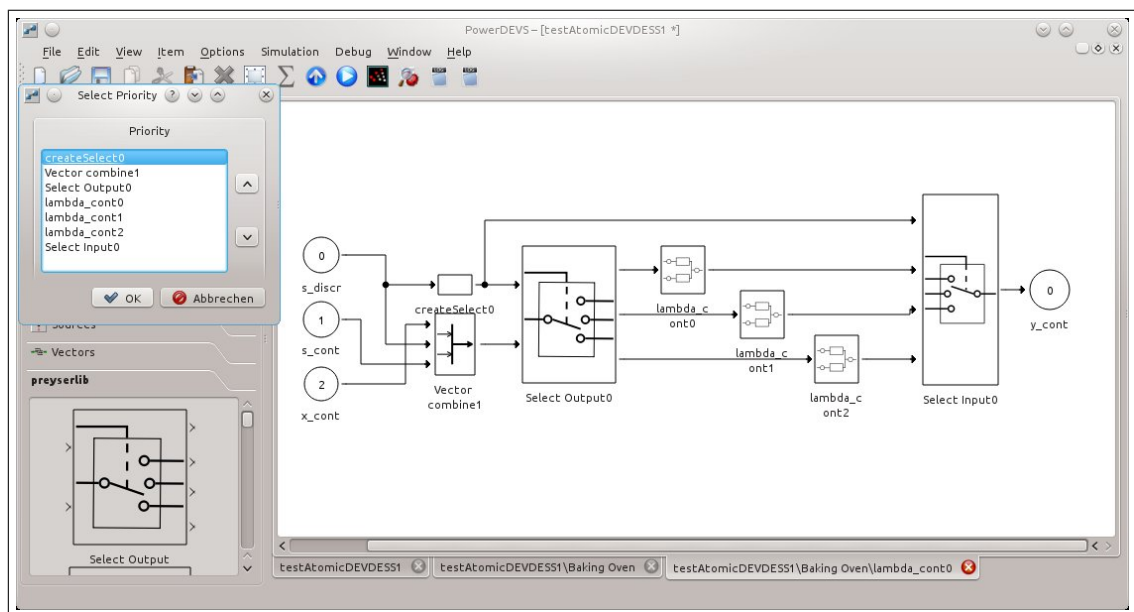 PowerDEVS – [testAtomicDEVDESS1 *]
File Edit View Item Options Simulation Debug Window Help
Select Priority
Priority
createSelect0
Vector combine1
Select Output0
lambda_cont0
lambda_cont1
lambda_cont2
Select Input0
OK Abbrechen
Sources
Vectors
preyserlib
Select Output
0
s_discr
1
s_cont
2
x_cont
createSelect0
Vector
combine1
Select Output0
lambda_c
ont0
lambda_c
ont1
lambda_c
ont2
Select Input0
0
y_cont
testAtomicDEVDESS1
testAtomicDEVDESS1\Baking Oven
testAtomicDEVDESS1\Baking Oven\lambda_cont0